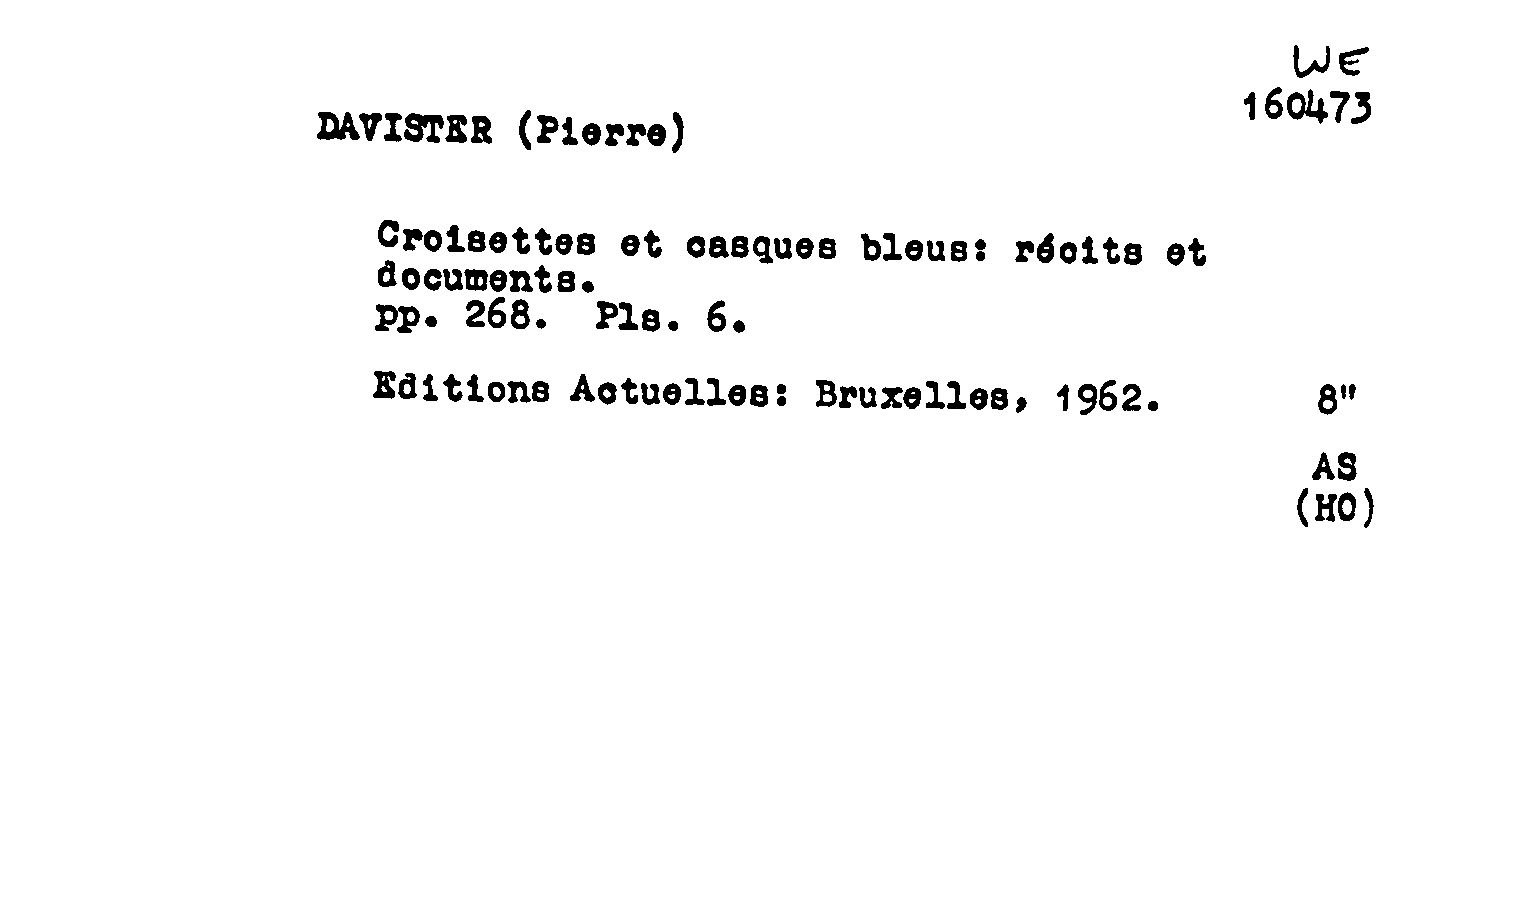 WE
160473
DAVISTER (Pierre)
Croisettes et casques bleus: récits et
documents.
pp. 268. Pls. 6.
Editions Actuelles: Bruxelles, 1962. 8"
AS
(HO)